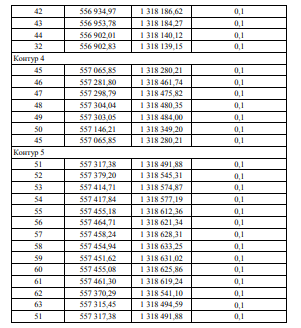 42 556 934,97 1 318 186,62 0,1
43 556 953,78 1 318 184,27 0,1
44 556 902,01 1 318 140,12 0,1
32 556 902,83 1 318 139,15 0,1
Контур 4
45 557 065,85 1 318 280,21 0,1
46 557 281,80 1 318 461,74 0,1
47 557 298,79 1 318 475,82 0,1
48 557 304,04 1 318 480,35 0,1
49 557 303,05 1 318 484,00 0,1
50 557 146,21 1 318 349,20 0,1
45 557 065,85 1 318 280,21 0,1
Контур 5
51 557 317,38 1 318 491,88 0,1
52 557 379,20 1 318 545,31 0,1
53 557 414,71 1 318 574,87 0,1
54 557 417,84 1 318 577,19 0,1
55 557 455,18 1 318 612,36 0,1
56 557 464,71 1 318 621,34 0,1
57 557 458,24 1 318 628,31 0,1
58 557 454,94 1 318 633,25 0,1
59 557 451,62 1 318 631,02 0,1
60 557 455,08 1 318 625,86 0,1
61 557 461,30 1 318 619,24 0,1
62 557 370,29 1 318 541,10 0,1
63 557 315,45 1 318 494,59 0,1
51 557 317,38 1 318 491,88 0,1